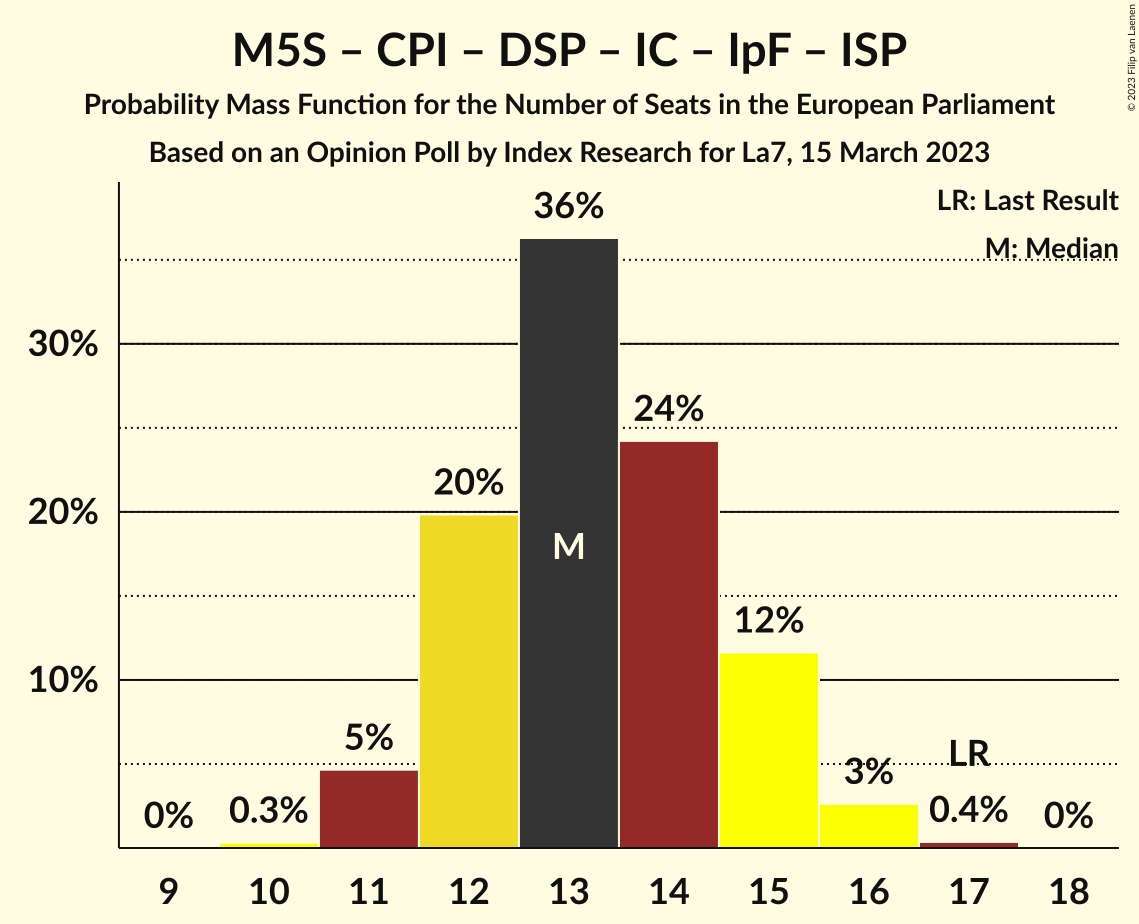 M5S – CPI – DSP – IC – IpF – ISP
Probability Mass Function for the Number of Seats in the European Parliament
Based on an Opinion Poll by Index Research for La7, 15 March 2023
© 2023 Filip van Laenen
LR: Last Result
M: Median
36%
30%
24%
20%
20%
M
12%
10%
5%
LR
3%
0%
0.3%
0.4%
0%
9 10 11 12 13 14 15 16 17 18